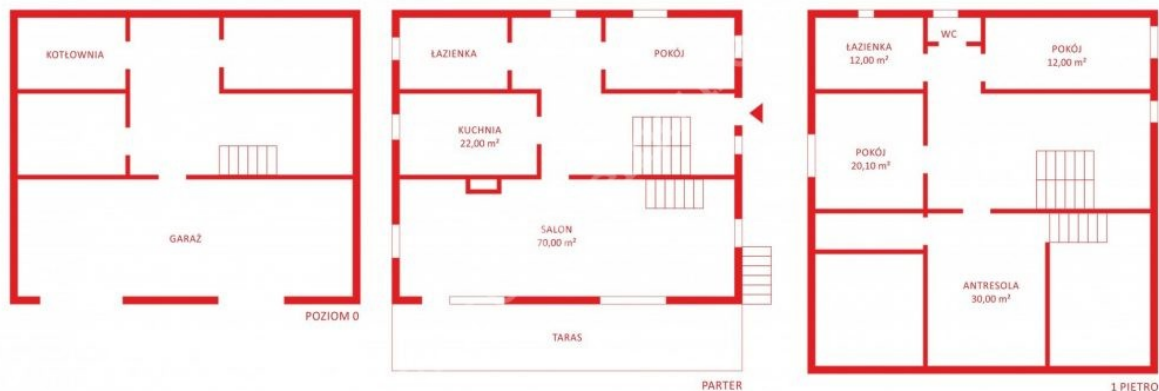 KOTŁOWNIA
GARAŻ
POZIOM 0
ŁAZIENKA
POKÓJ
KUCHNIA
22,00 m²
SALON
70,00 m²
TARAS
PARTER
WC
ŁAZIENKA
12,00 m²
POKÓJ
12,00 m²
POKÓJ
20,10 m²
ANTRESOLA
30,00 m²
1 PIĘTRO